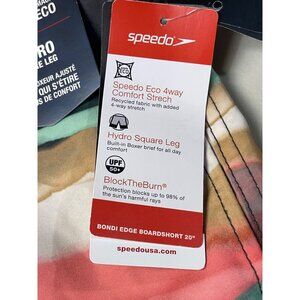 ECO
RO
E LEG
OXEUR AJUSTÉ
QUI S'ÉTIRE
US DE CONFORT
speedo
ECO
Speedo Eco 4way
Comfort Strech
Recycled fabric with added
4-way stretch
Hydro Square Leg
Built-in Boxer brief for all day
comfort
UPF
50+
BlockTheBurn®
Protection blocks up to 98% of
the sun's harmful rays
BONDI EDGE BOARDSHORT 20"
speedousa.com